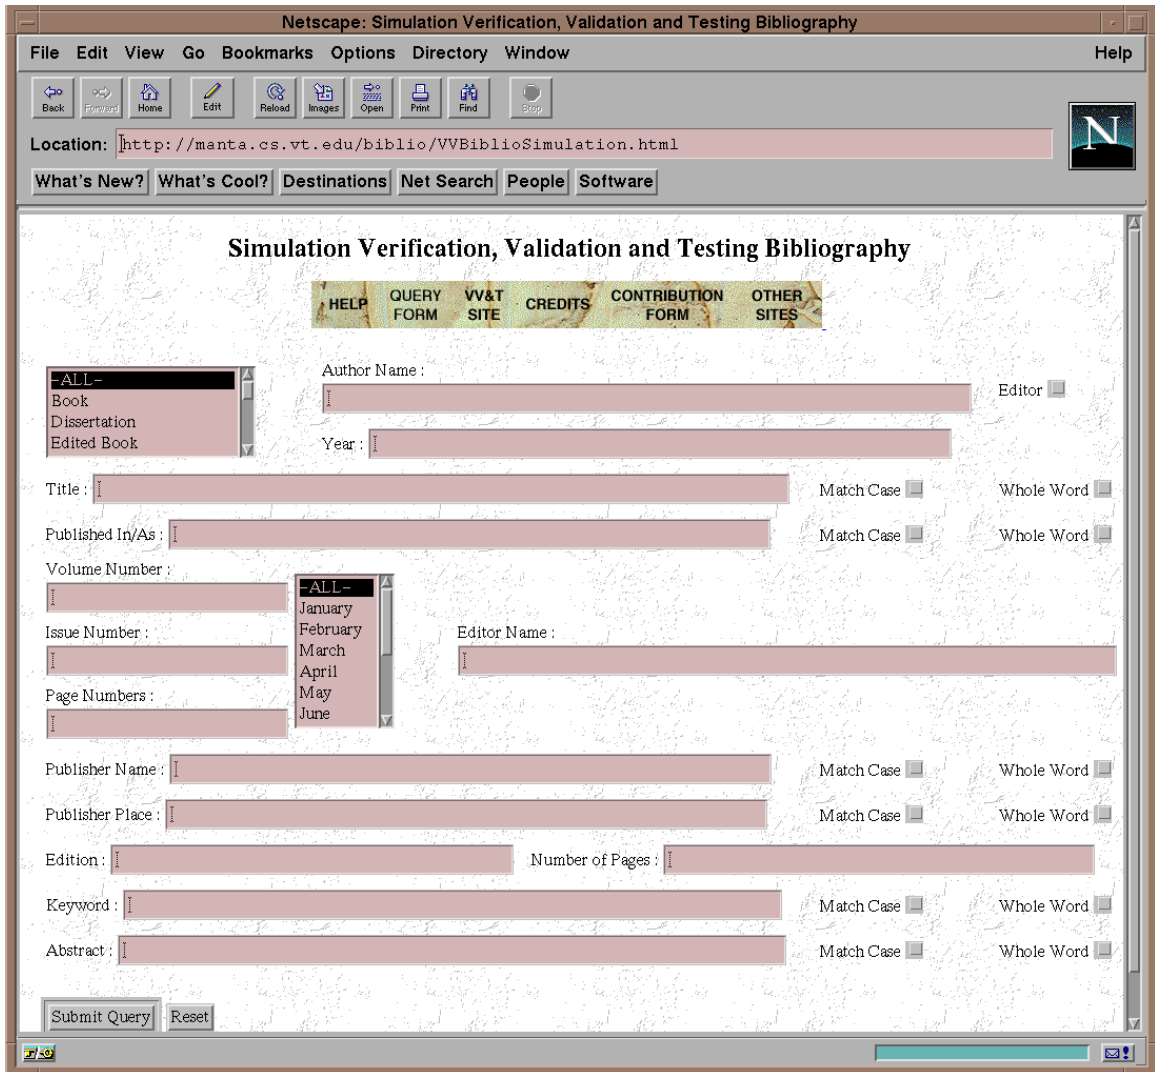 Netscape: Simulation Verification, Validation and Testing Bibliography
File Edit View Go Bookmarks Options Directory Window Help
Back Forward Home Edit Reload Images Open Print Find Stop
Location: http://manta.cs.vt.edu/biblio/VVBiblioSimulation.html
N
What's New? What's Cool? Destinations Net Search People Software
Simulation Verification, Validation and Testing Bibliography
HELP QUERY FORM VV&T SITE CREDITS CONTRIBUTION FORM OTHER SITES
-ALL-
Book
Dissertation
Edited Book
Author Name :
Editor
Year :
Title : Match Case Whole Word
Published In/As : Match Case Whole Word
Volume Number :
Issue Number :
Page Numbers :
-ALL-
January
February
March
April
May
June
Editor Name :
Publisher Name : Match Case Whole Word
Publisher Place : Match Case Whole Word
Edition : Number of Pages :
Keyword : Match Case Whole Word
Abstract : Match Case Whole Word
Submit Query Reset